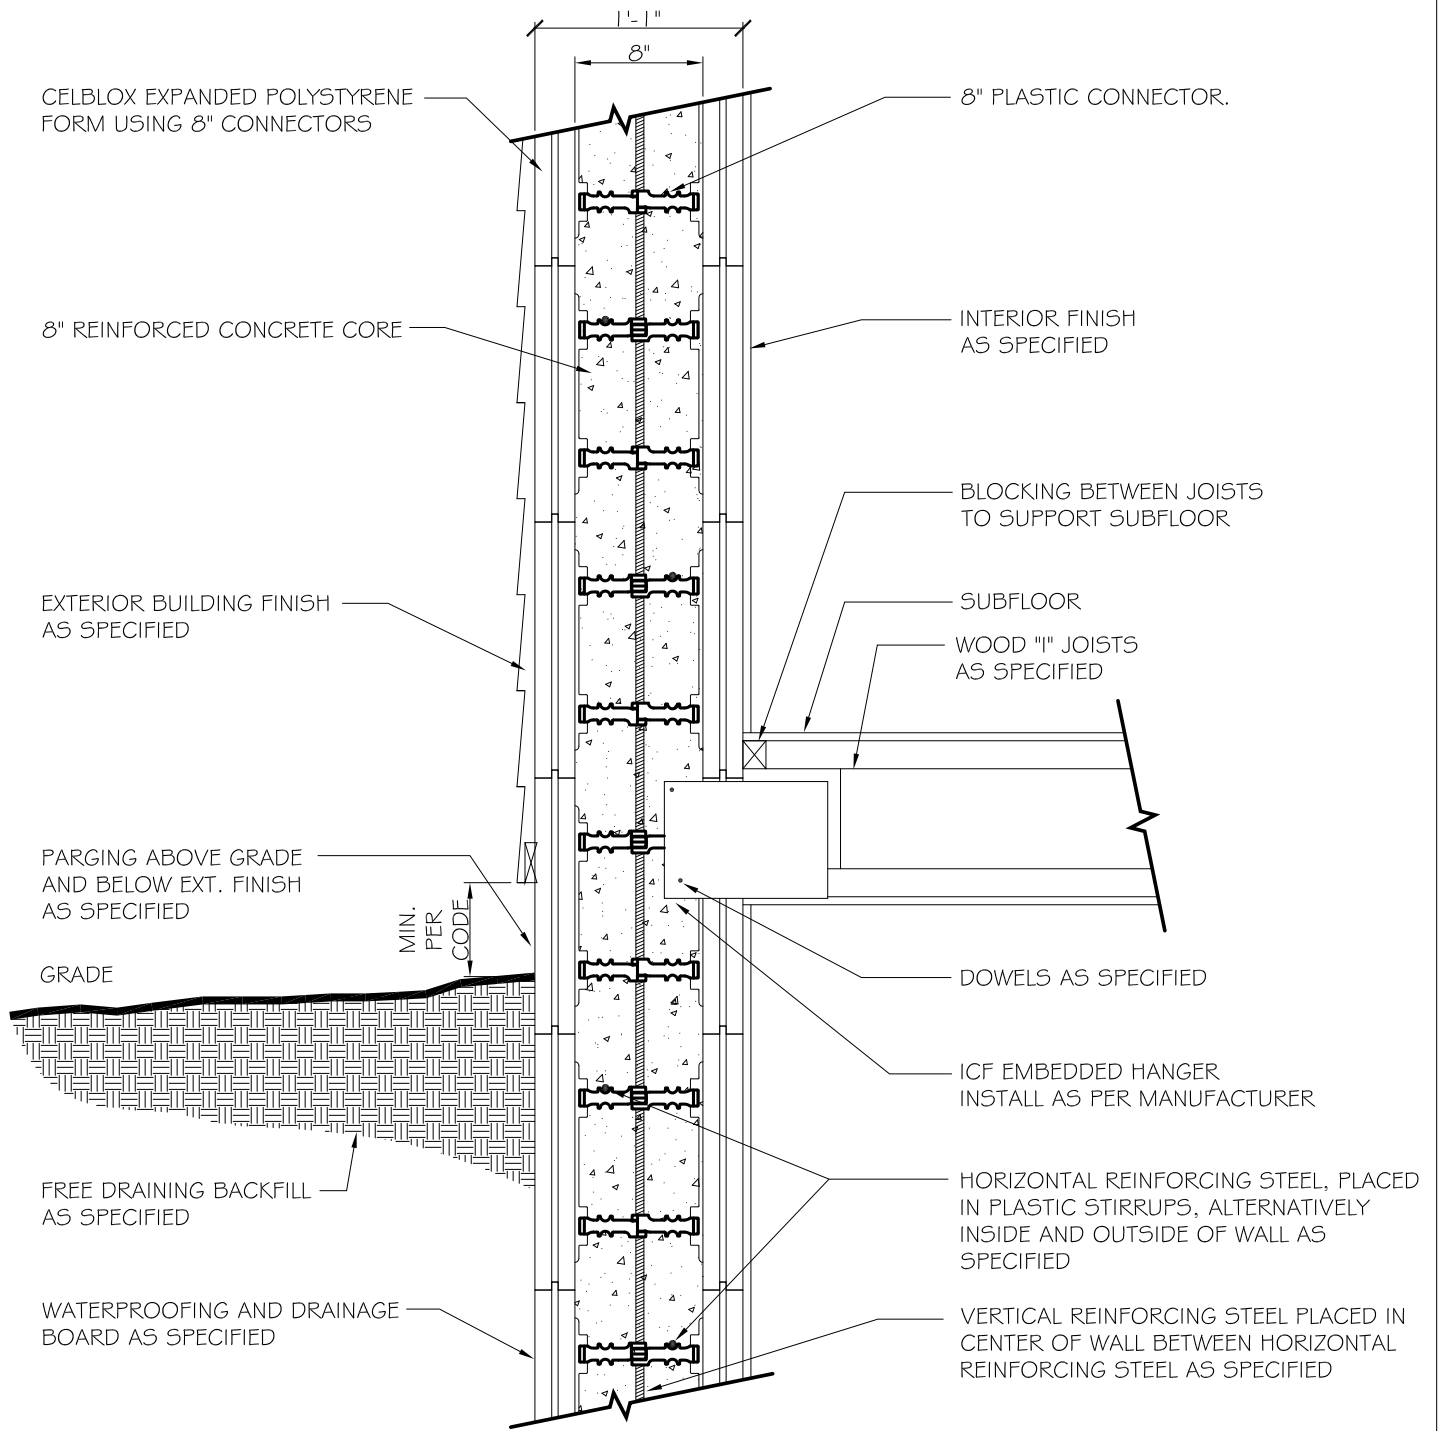 1'-1"
8"
CELBLOX EXPANDED POLYSTYRENE
FORM USING 8" CONNECTORS
8" PLASTIC CONNECTOR.
8" REINFORCED CONCRETE CORE
INTERIOR FINISH
AS SPECIFIED
BLOCKING BETWEEN JOISTS
TO SUPPORT SUBFLOOR
EXTERIOR BUILDING FINISH
AS SPECIFIED
SUBFLOOR
WOOD "I" JOISTS
AS SPECIFIED
PARGING ABOVE GRADE
AND BELOW EXT. FINISH
AS SPECIFIED
MIN.
PER
CODE
GRADE
DOWELS AS SPECIFIED
ICF EMBEDDED HANGER
INSTALL AS PER MANUFACTURER
FREE DRAINING BACKFILL
AS SPECIFIED
HORIZONTAL REINFORCING STEEL, PLACED
IN PLASTIC STIRRUPS, ALTERNATIVELY
INSIDE AND OUTSIDE OF WALL AS
SPECIFIED
WATERPROOFING AND DRAINAGE
BOARD AS SPECIFIED
VERTICAL REINFORCING STEEL PLACED IN
CENTER OF WALL BETWEEN HORIZONTAL
REINFORCING STEEL AS SPECIFIED